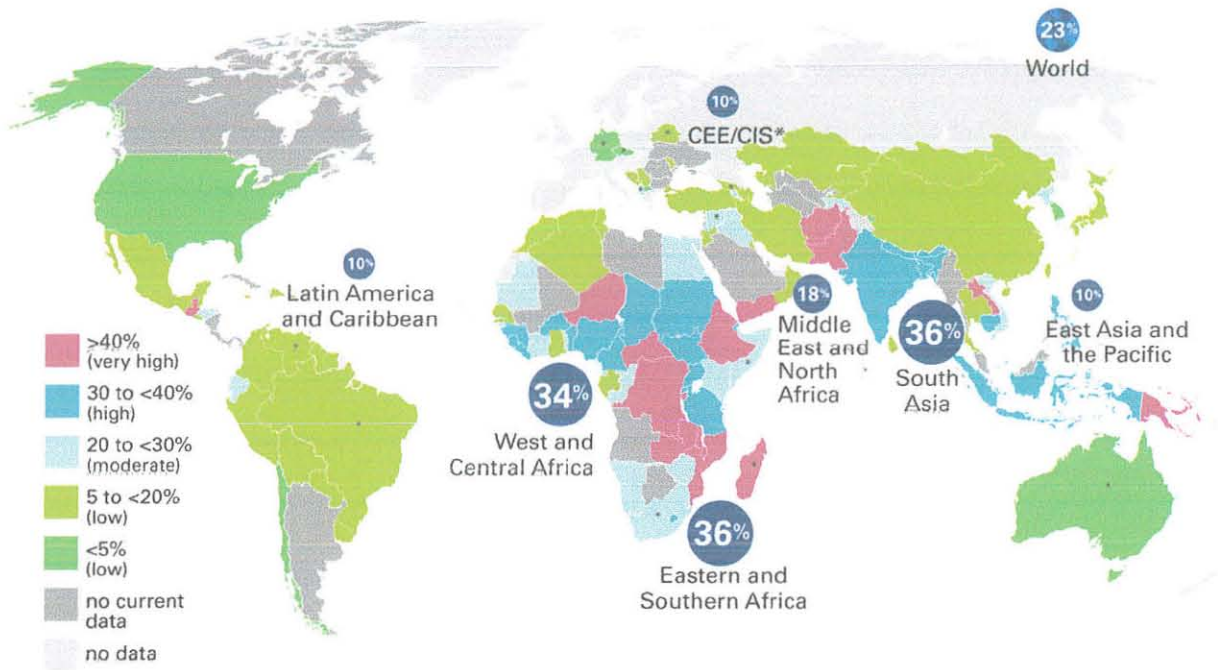 23%
World
10%
CEE/CIS*
10%
Latin America
and Caribbean
18%
Middle
East and
North
Africa
36%
South
Asia
10%
East Asia and
the Pacific
34%
West and
Central Africa
36%
Eastern and
Southern Africa
>40%
(very high)
30 to <40%
(high)
20 to <30%
(moderate)
5 to <20%
(low)
<5%
(low)
no current
data
no data